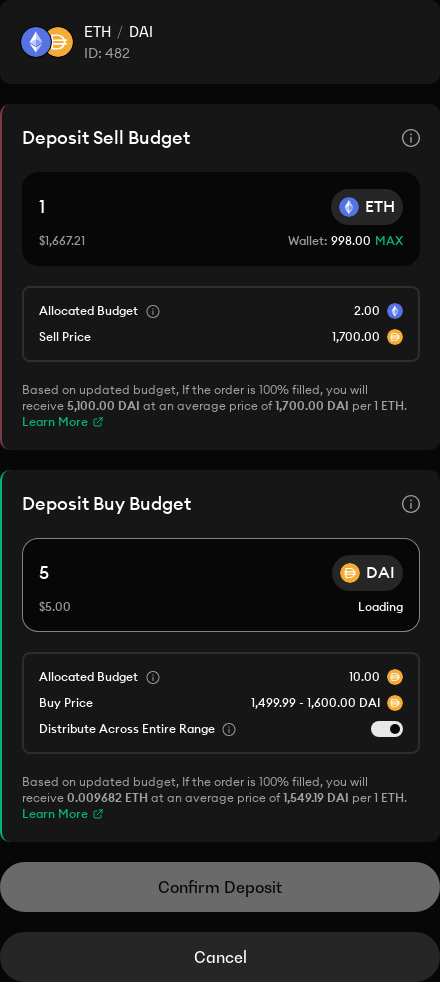 ETH / DAI
ID: 482
Deposit Sell Budget
1
ETH
$1,667.21
Wallet: 998.00 MAX
Allocated Budget
2.00
Sell Price
1,700.00
Based on updated budget, If the order is 100% filled, you will
receive 5,100.00 DAI at an average price of 1,700.00 DAI per 1 ETH.
Learn More
Deposit Buy Budget
5
DAI
$5.00
Loading
Allocated Budget
10.00
Buy Price
1,499.99 - 1,600.00 DAI
Distribute Across Entire Range
Based on updated budget, If the order is 100% filled, you will
receive 0.009682 ETH at an average price of 1,549.19 DAI per 1 ETH.
Learn More
Confirm Deposit
Cancel